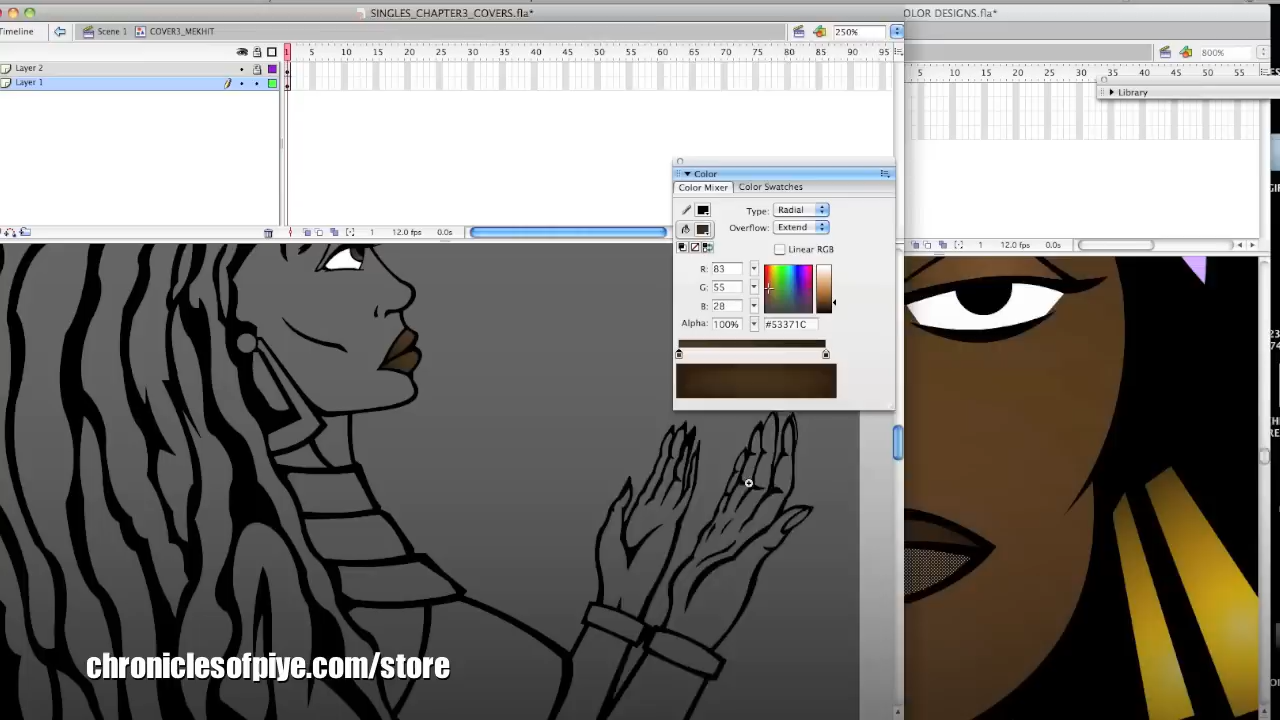 SINGLES_CHAPTER3_COVERS.fla*
OLOR DESIGNS.fla*
Timeline
Scene 1
COVER3_MEKHIT
250%
800%
1 5 10 15 20 25 30 35 40 45 50 55 60 65 70 75 80 85 90 95
5 10 15 20 25 30 35 40 45 50 55
Layer 2
Layer 1
Library
Color
Color Mixer
Color Swatches
Type: Radial
Overflow: Extend
Linear RGB
R: 83
G: 55
B: 28
Alpha: 100%
#53371C
1 12.0 fps 0.0s
1 12.0 fps 0.0s
chroniclesofpiye.com/store